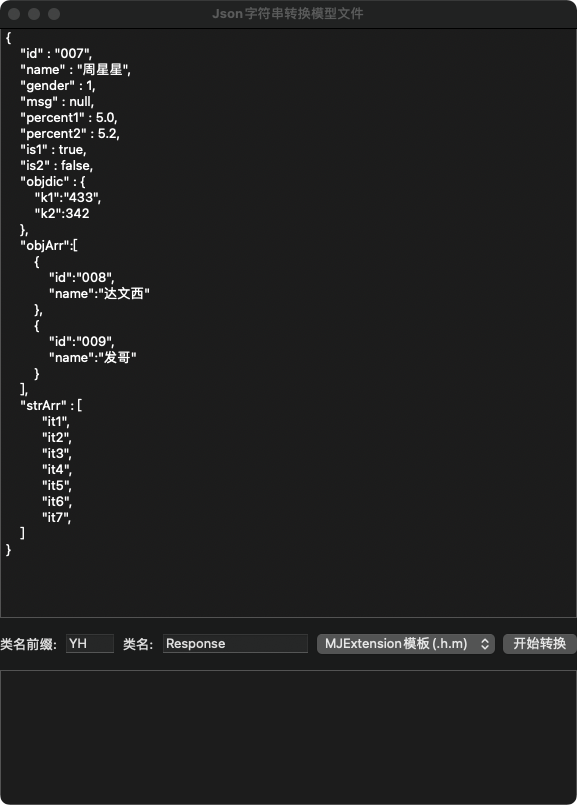 Json字符串转换模型文件
{
"id" : "007",
"name" : "周星星",
"gender" : 1,
"msg" : null,
"percent1" : 5.0,
"percent2" : 5.2,
"is1" : true,
"is2" : false,
"objdic" : {
"k1":"433",
"k2":342
},
"objArr":[
{
"id":"008",
"name":"达文西"
},
{
"id":"009",
"name":"发哥"
}
],
"strArr" : [
"it1",
"it2",
"it3",
"it4",
"it5",
"it6",
"it7",
]
}
类名前缀: YH 类名: Response MJExtension模板(.h.m) 开始转换